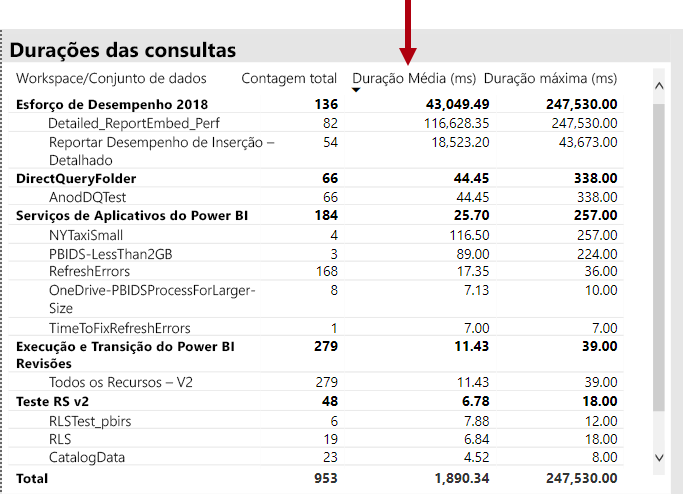 Durações das consultas
Workspace/Conjunto de dados Contagem total Duração Média (ms) Duração máxima (ms)
Esforço de Desempenho 2018 136 43,049.49 247,530.00
Detailed_ReportEmbed_Perf 82 116,628.35 247,530.00
Reportar Desempenho de Inserção – 54 18,523.20 43,673.00
Detalhado
DirectQueryFolder 66 44.45 338.00
AnodDQTest 66 44.45 338.00
Serviços de Aplicativos do Power BI 184 25.70 257.00
NYTaxiSmall 4 116.50 257.00
PBIDS-LessThan2GB 3 89.00 224.00
RefreshErrors 168 17.35 36.00
OneDrive-PBIDSProcessForLarger- 8 7.13 10.00
Size
TimeToFixRefreshErrors 1 7.00 7.00
Execução e Transição do Power BI 279 11.43 39.00
Revisões
Todos os Recursos – V2 279 11.43 39.00
Teste RS v2 48 6.78 18.00
RLSTest_pbirs 6 7.88 12.00
RLS 19 6.84 18.00
CatalogData 23 4.52 8.00
Total 953 1,890.34 247,530.00